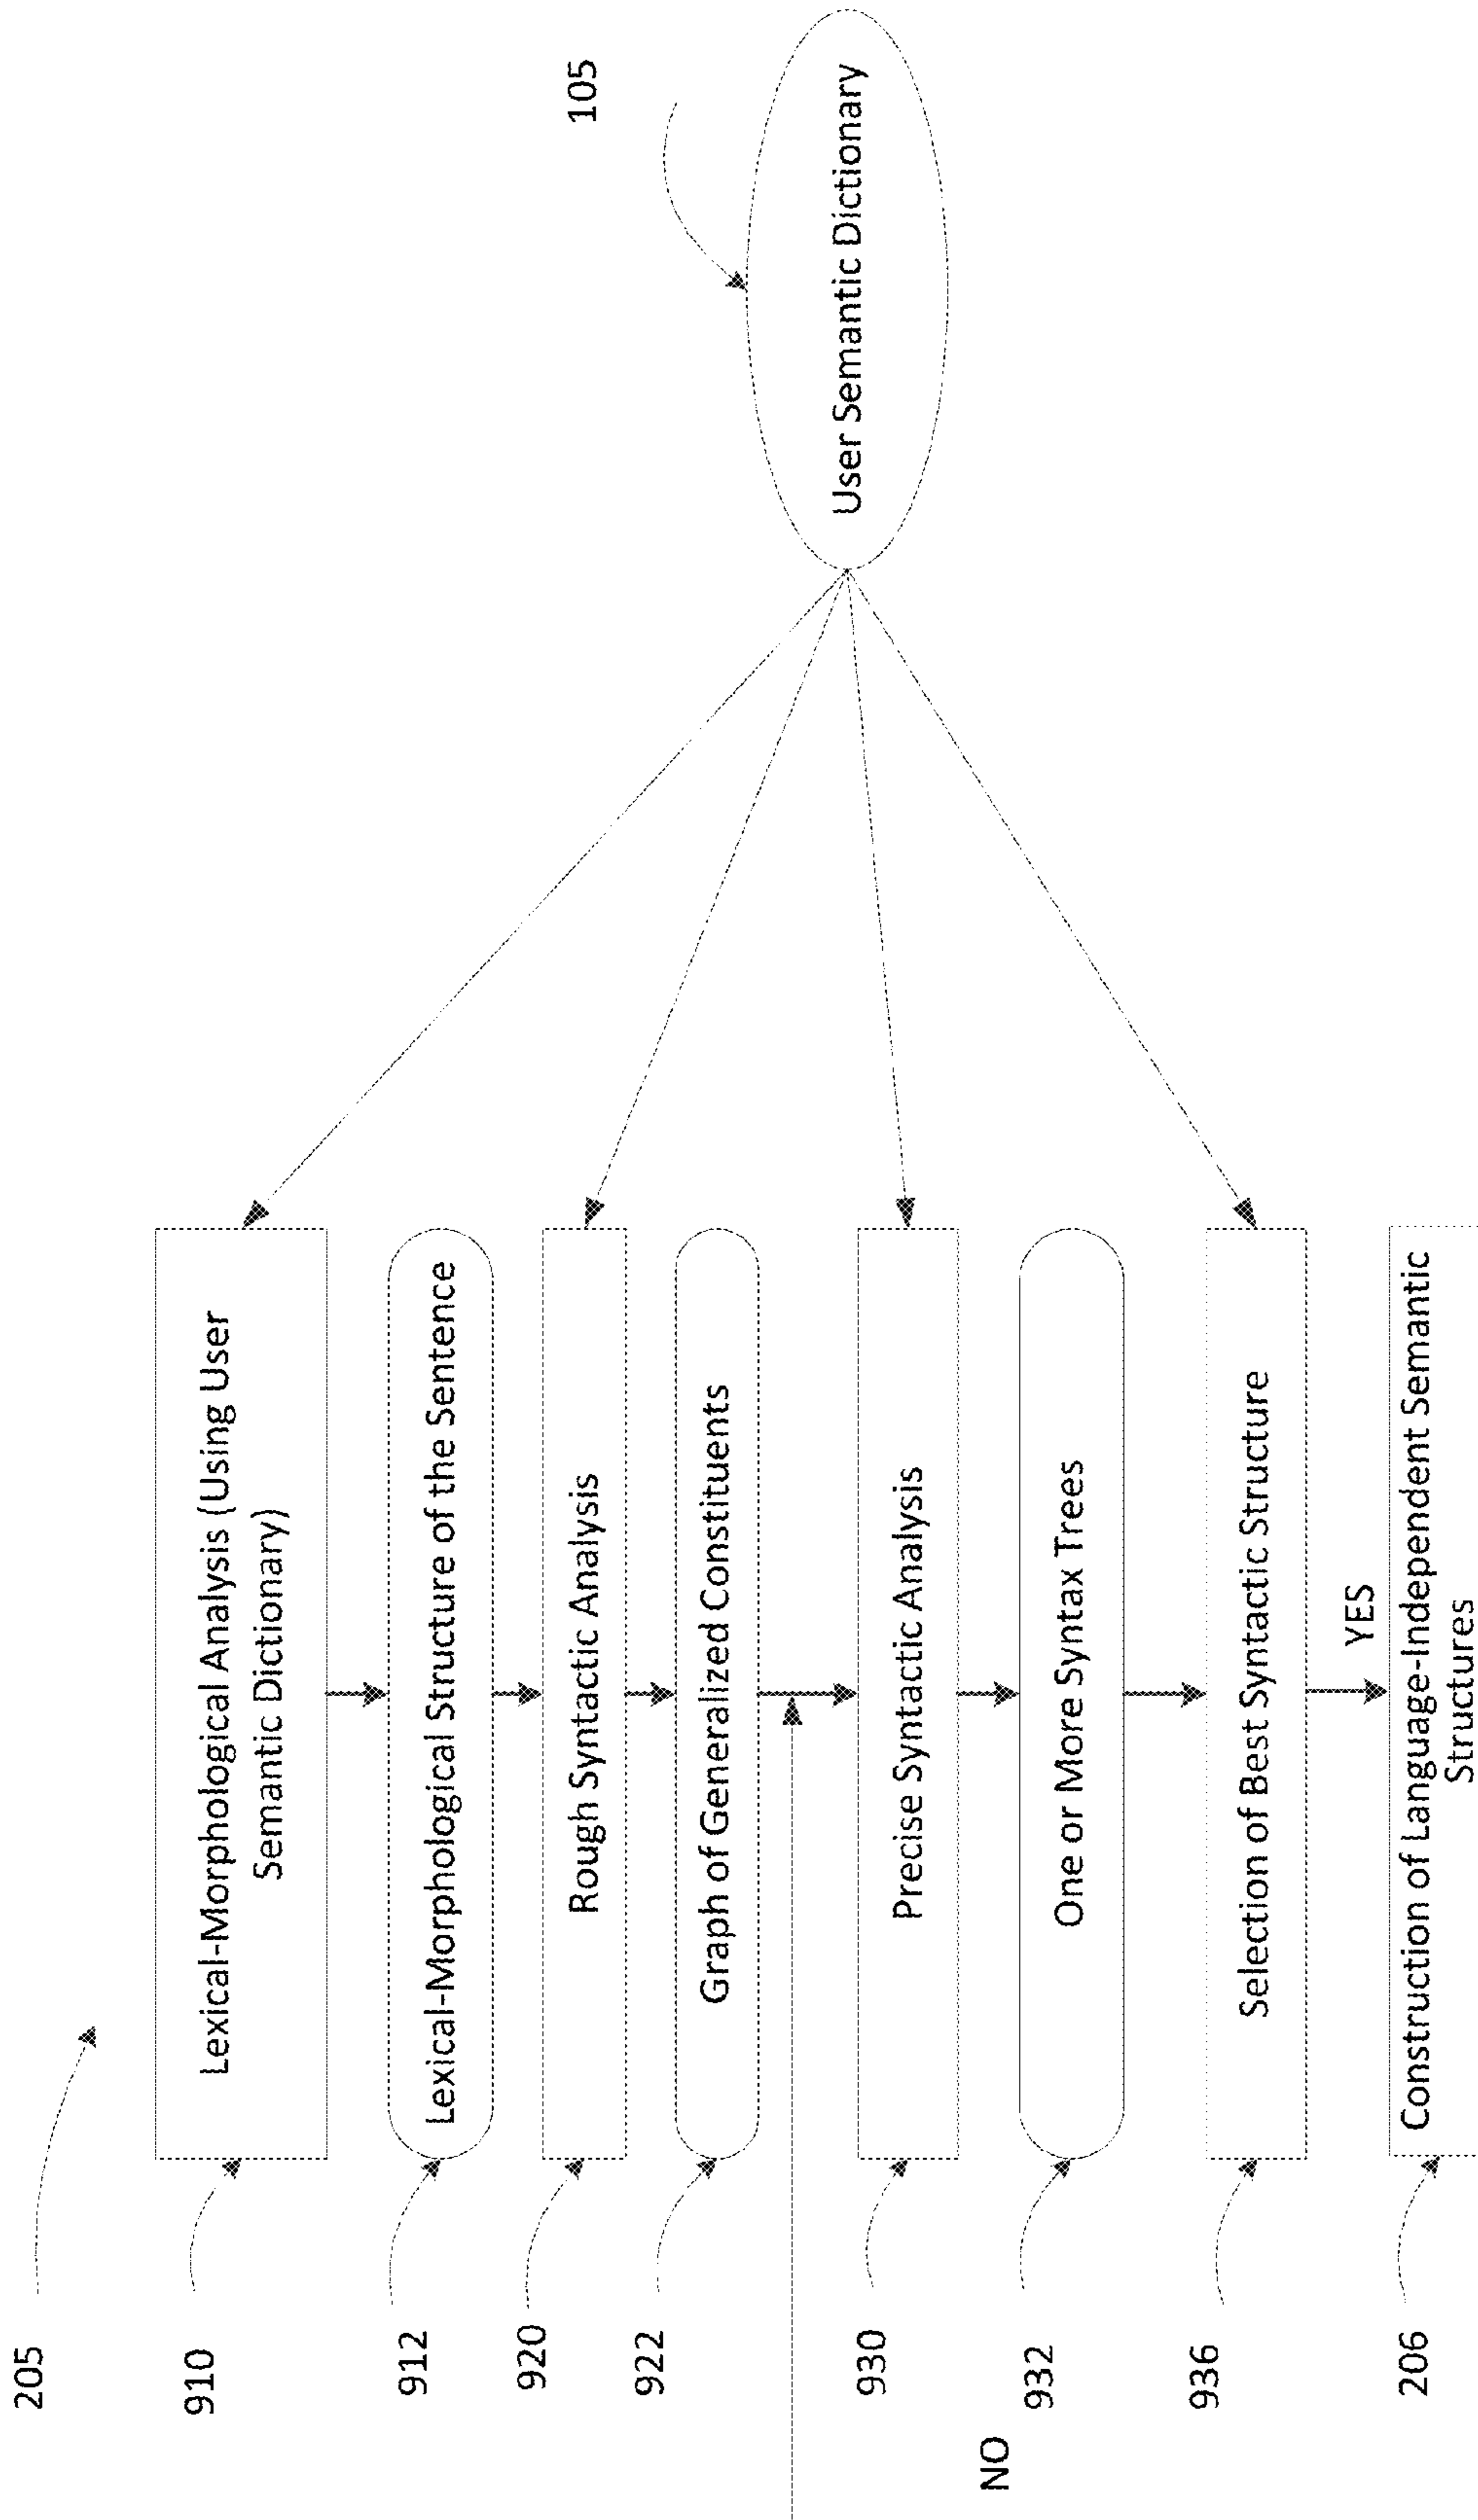 205
910
Lexical-Morphological Analysis (Using User
Semantic Dictionary)
912
Lexical-Morphological Structure of the Sentence
920
Rough Syntactic Analysis
922
Graph of Generalized Constituents
930
Precise Syntactic Analysis
NO
932
One or More Syntax Trees
936
Selection of Best Syntactic Structure
YES
206
Construction of Language-Independent Semantic
Structures
105
User Semantic Dictionary